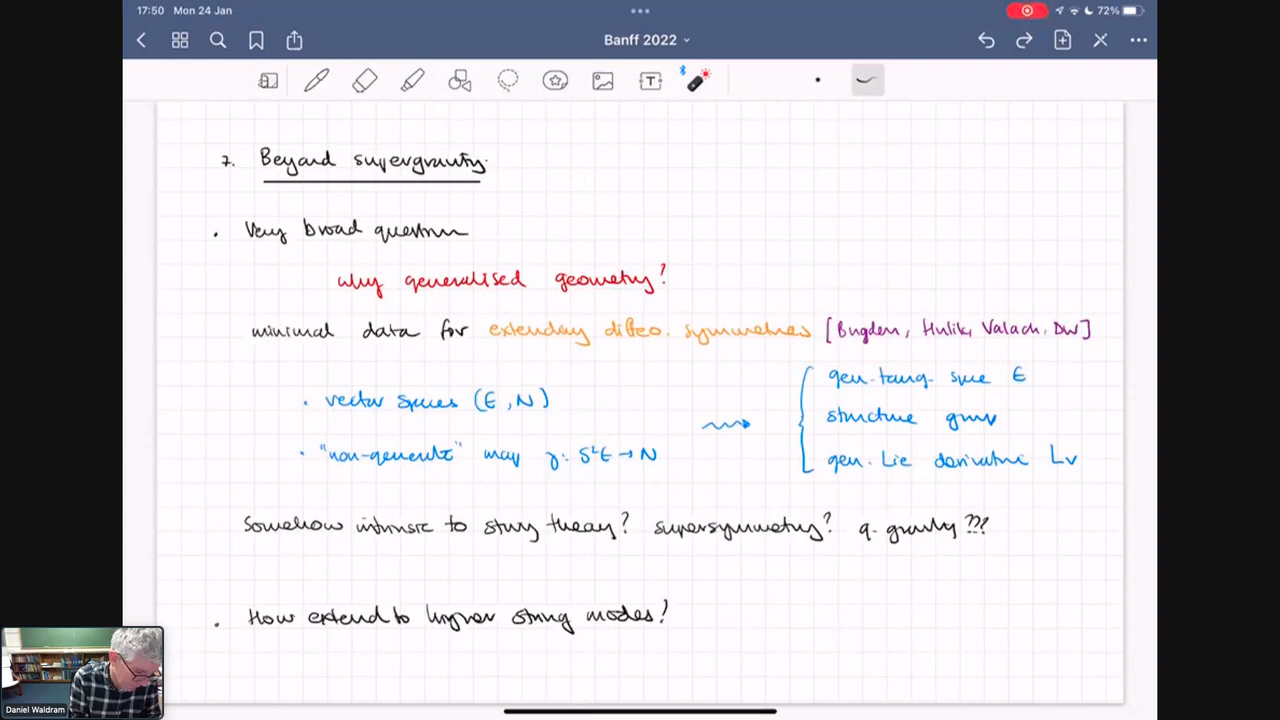 17:50 Mon 24 Jan
72%
Banff 2022
7. Beyond supergravity
. Very broad question
why generalised geometry?
minimal data for extending diffeo. symmetries [Bugden, Hulik, Valach, DW]
. vector spaces (E, N)
. "non-generate" map γ: S²E → N
gen. tang. space E
structure group
gen. Lie derivative Lv
Somehow intrinsic to string theory? supersymmetry? q. gravity ???
. How extend to higher string modes?
Daniel Waldram